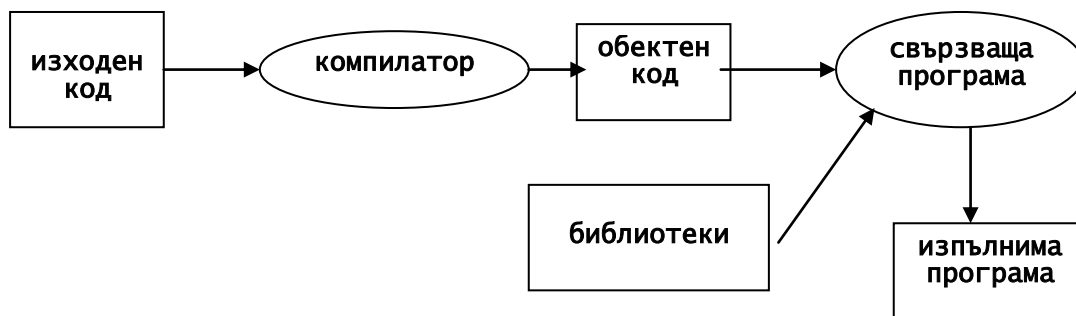 изходен
код
компилатор
обектен
код
свързваща
програма
библиотеки
изпълнима
програма